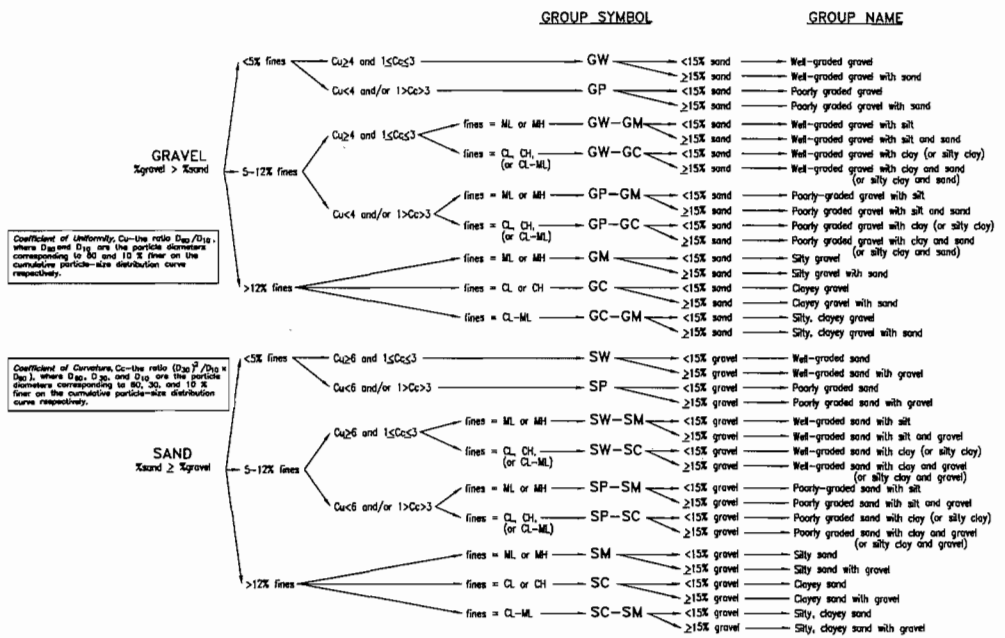 GROUP SYMBOL GROUP NAME
<5% fines Cu≥4 and 1≤Cc≤3 GW <15% sand Well-graded gravel
≥15% sand Well-graded gravel with sand
Cu<4 and/or 1>Cc>3 GP <15% sand Poorly graded gravel
≥15% sand Poorly graded gravel with sand
GRAVEL
%gravel > %sand
5-12% fines Cu≥4 and 1≤Cc≤3 fines = ML or MH GW-GM <15% sand Well-graded gravel with silt
≥15% sand Well-graded gravel with silt and sand
fines = CL, CH, (or CL-ML) GW-GC <15% sand Well-graded gravel with clay (or silty clay)
≥15% sand Well-graded gravel with clay and sand
(or silty clay and sand)
Cu<4 and/or 1>Cc>3 fines = ML or MH GP-GM <15% sand Poorly-graded gravel with silt
≥15% sand Poorly graded gravel with silt and sand
fines = CL, CH, (or CL-ML) GP-GC <15% sand Poorly graded gravel with clay (or silty clay)
≥15% sand Poorly graded gravel with clay and sand
(or silty clay and sand)
>12% fines fines = ML or MH GM <15% sand Silty gravel
≥15% sand Silty gravel with sand
fines = CL or CH GC <15% sand Clayey gravel
≥15% sand Clayey gravel with sand
fines = CL-ML GC-GM <15% sand Silty, clayey gravel
≥15% sand Silty, clayey gravel with sand
Coefficient of Uniformity, Cu-the ratio D60/D10,
where D60 and D10 are the particle diameters
corresponding to 60 and 10 % finer on the
cumulative particle-size distribution curve
respectively.
Coefficient of Curvature, Cc-the ratio (D30)²/D10 x
D60), where D60, D30, and D10 are the particle
diameters corresponding to 60, 30, and 10 %
finer on the cumulative particle-size distribution
curve respectively.
<5% fines Cu≥6 and 1≤Cc≤3 SW <15% gravel Well-graded sand
≥15% gravel Well-graded sand with gravel
Cu<6 and/or 1>Cc>3 SP <15% gravel Poorly graded sand
≥15% gravel Poorly graded sand with gravel
SAND
%sand ≥ %gravel
5-12% fines Cu≥6 and 1≤Cc≤3 fines = ML or MH SW-SM <15% gravel Well-graded sand with silt
≥15% gravel Well-graded sand with silt and gravel
fines = CL, CH, (or CL-ML) SW-SC <15% gravel Well-graded sand with clay (or silty clay)
≥15% gravel Well-graded sand with clay and gravel
(or silty clay and gravel)
Cu<6 and/or 1>Cc>3 fines = ML or MH SP-SM <15% gravel Poorly-graded sand with silt
≥15% gravel Poorly graded sand with silt and gravel
fines = CL, CH, (or CL-ML) SP-SC <15% gravel Poorly graded sand with clay (or silty clay)
≥15% gravel Poorly graded sand with clay and gravel
(or silty clay and gravel)
>12% fines fines = ML or MH SM <15% gravel Silty sand
≥15% gravel Silty sand with gravel
fines = CL or CH SC <15% gravel Clayey sand
≥15% gravel Clayey sand with gravel
fines = CL-ML SC-SM <15% gravel Silty, clayey sand
≥15% gravel Silty, clayey sand with gravel